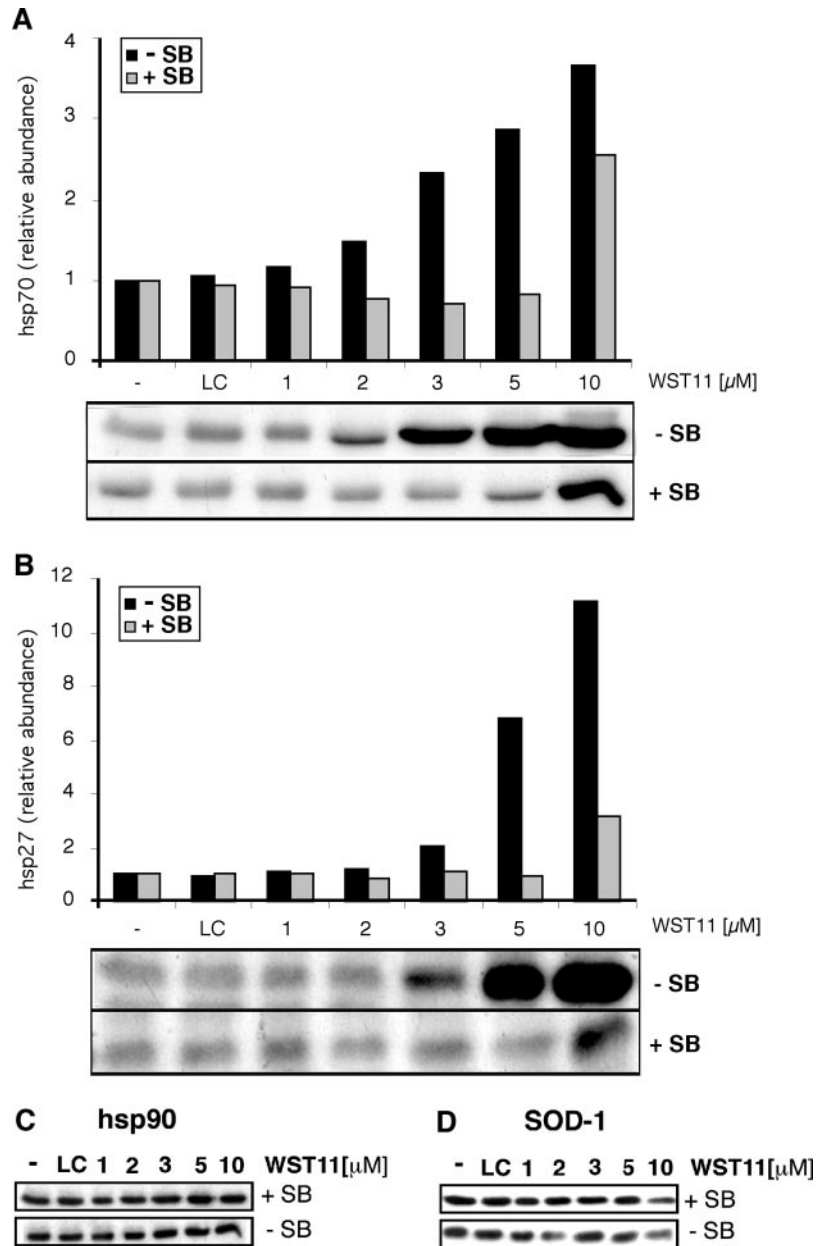 A
4
- SB
+ SB
3
2
1
0
hsp70 (relative abundance)
- LC 1 2 3 5 10 WST11 [µM]
- SB
+ SB
B
12
- SB
+ SB
10
8
6
4
2
0
hsp27 (relative abundance)
- LC 1 2 3 5 10 WST11 [µM]
- SB
+ SB
C hsp90
- LC 1 2 3 5 10 WST11[µM]
+ SB
- SB
D SOD-1
- LC 1 2 3 5 10 WST11[µM]
+ SB
- SB